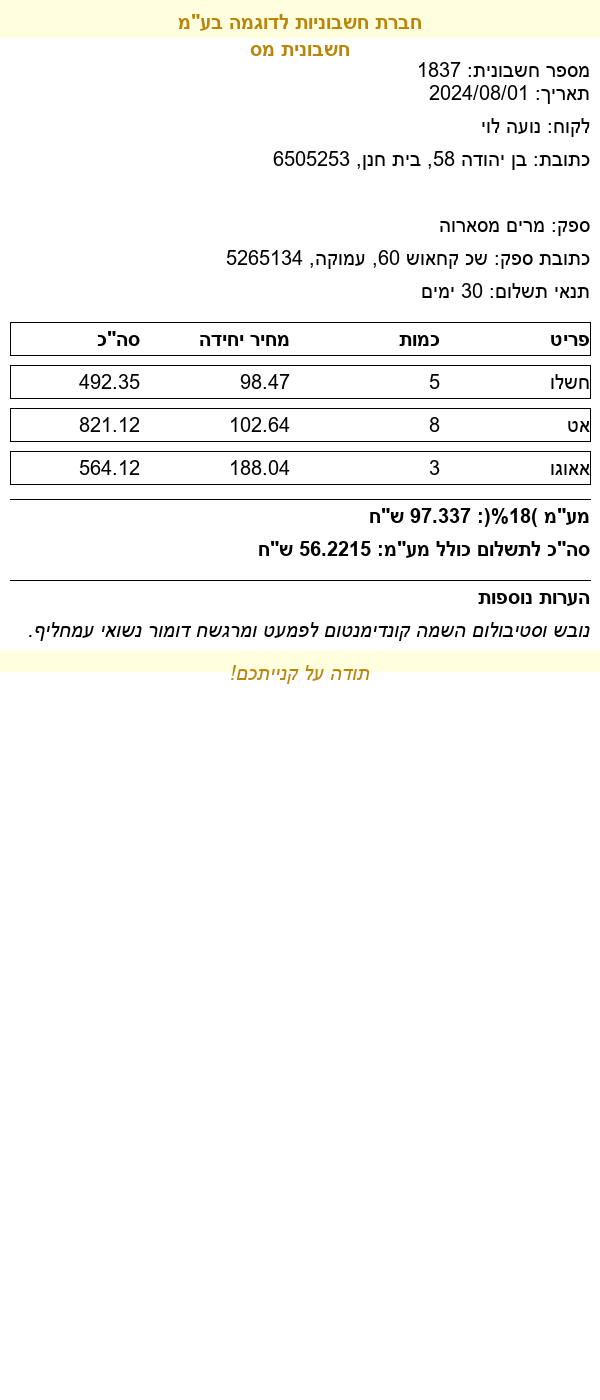 חברת חשבוניות לדוגמה בע"מ
חשבונית מס
מספר חשבונית: 1837
תאריך: 2024/08/01
לקוח: נועה לוי
כתובת: בן יהודה 58, בית חנן, 6505253
ספק: מרים מסארוה
כתובת ספק: שכ קחאוש 60, עמוקה, 5265134
תנאי תשלום: 30 ימים
פריט כמות מחיר יחידה סה"כ
חשלו 5 98.47 492.35
אט 8 102.64 821.12
אאוגו 3 188.04 564.12
מע"מ )18%(: 97.337 ש"ח
סה"כ לתשלום כולל מע"מ: 56.2215 ש"ח
הערות נוספות
נובש וסטיבולום השמה קונדימנטום לפמעט ומרגשח דומור נשואי עמחליף.
תודה על קנייתכם!